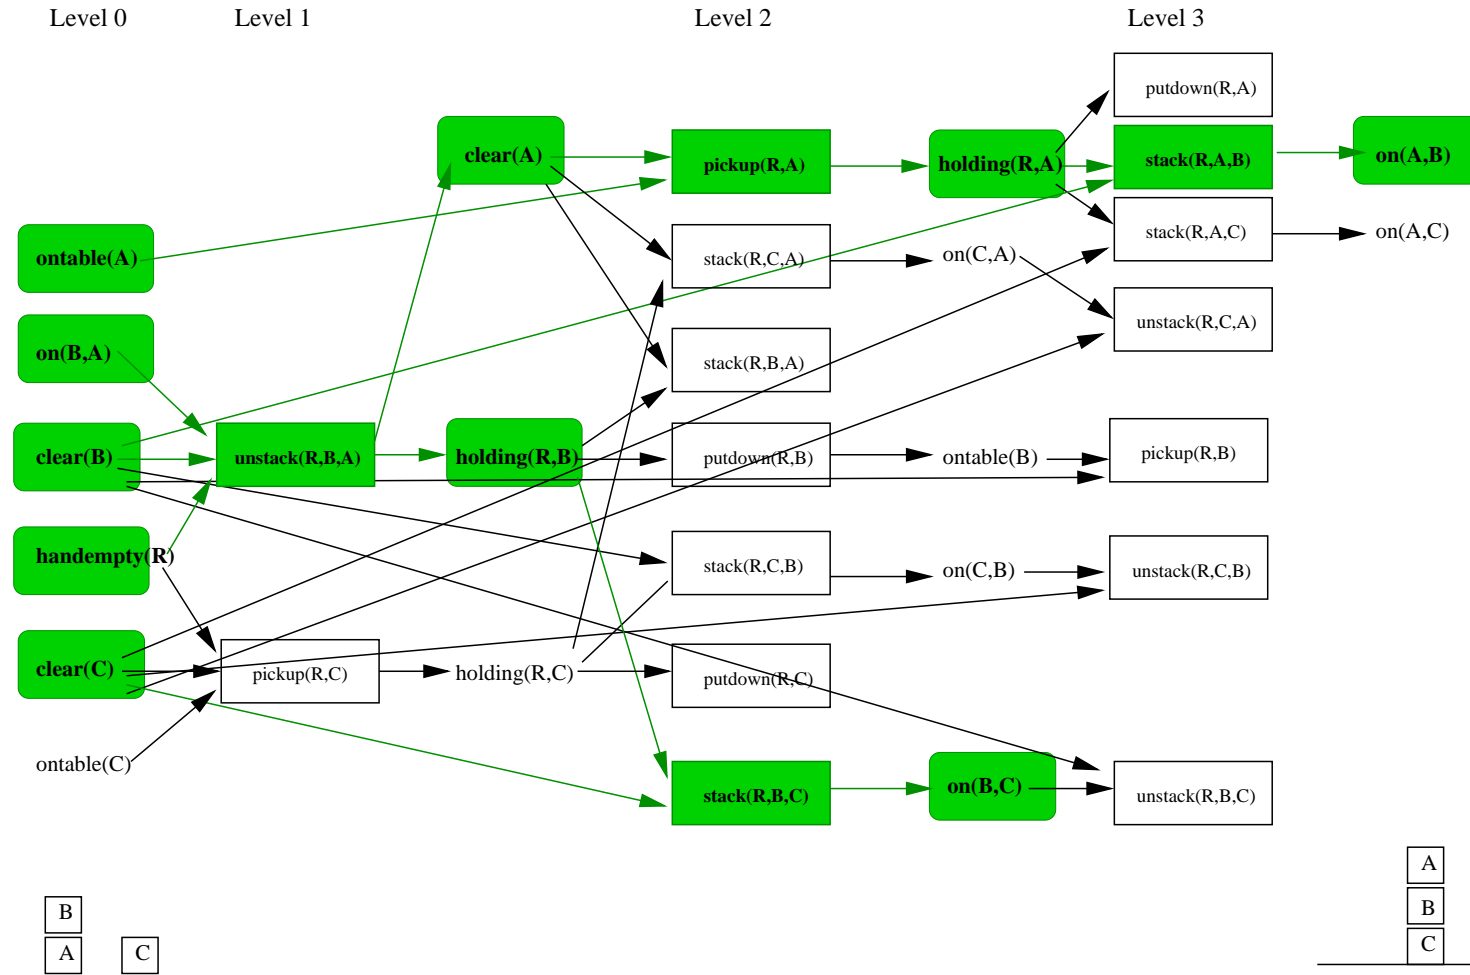 Level 0 Level 1 Level 2 Level 3
putdown(R,A)
clear(A) pickup(R,A) holding(R,A) stack(R,A,B) on(A,B)
stack(R,A,C) on(A,C)
ontable(A) stack(R,C,A) on(C,A)
unstack(R,C,A)
on(B,A) stack(R,B,A)
clear(B) unstack(R,B,A) holding(R,B) putdown(R,B) ontable(B) pickup(R,B)
handempty(R) stack(R,C,B) on(C,B) unstack(R,C,B)
clear(C) pickup(R,C) holding(R,C) putdown(R,C)
ontable(C)
stack(R,B,C) on(B,C) unstack(R,B,C)
A
B B
A C C